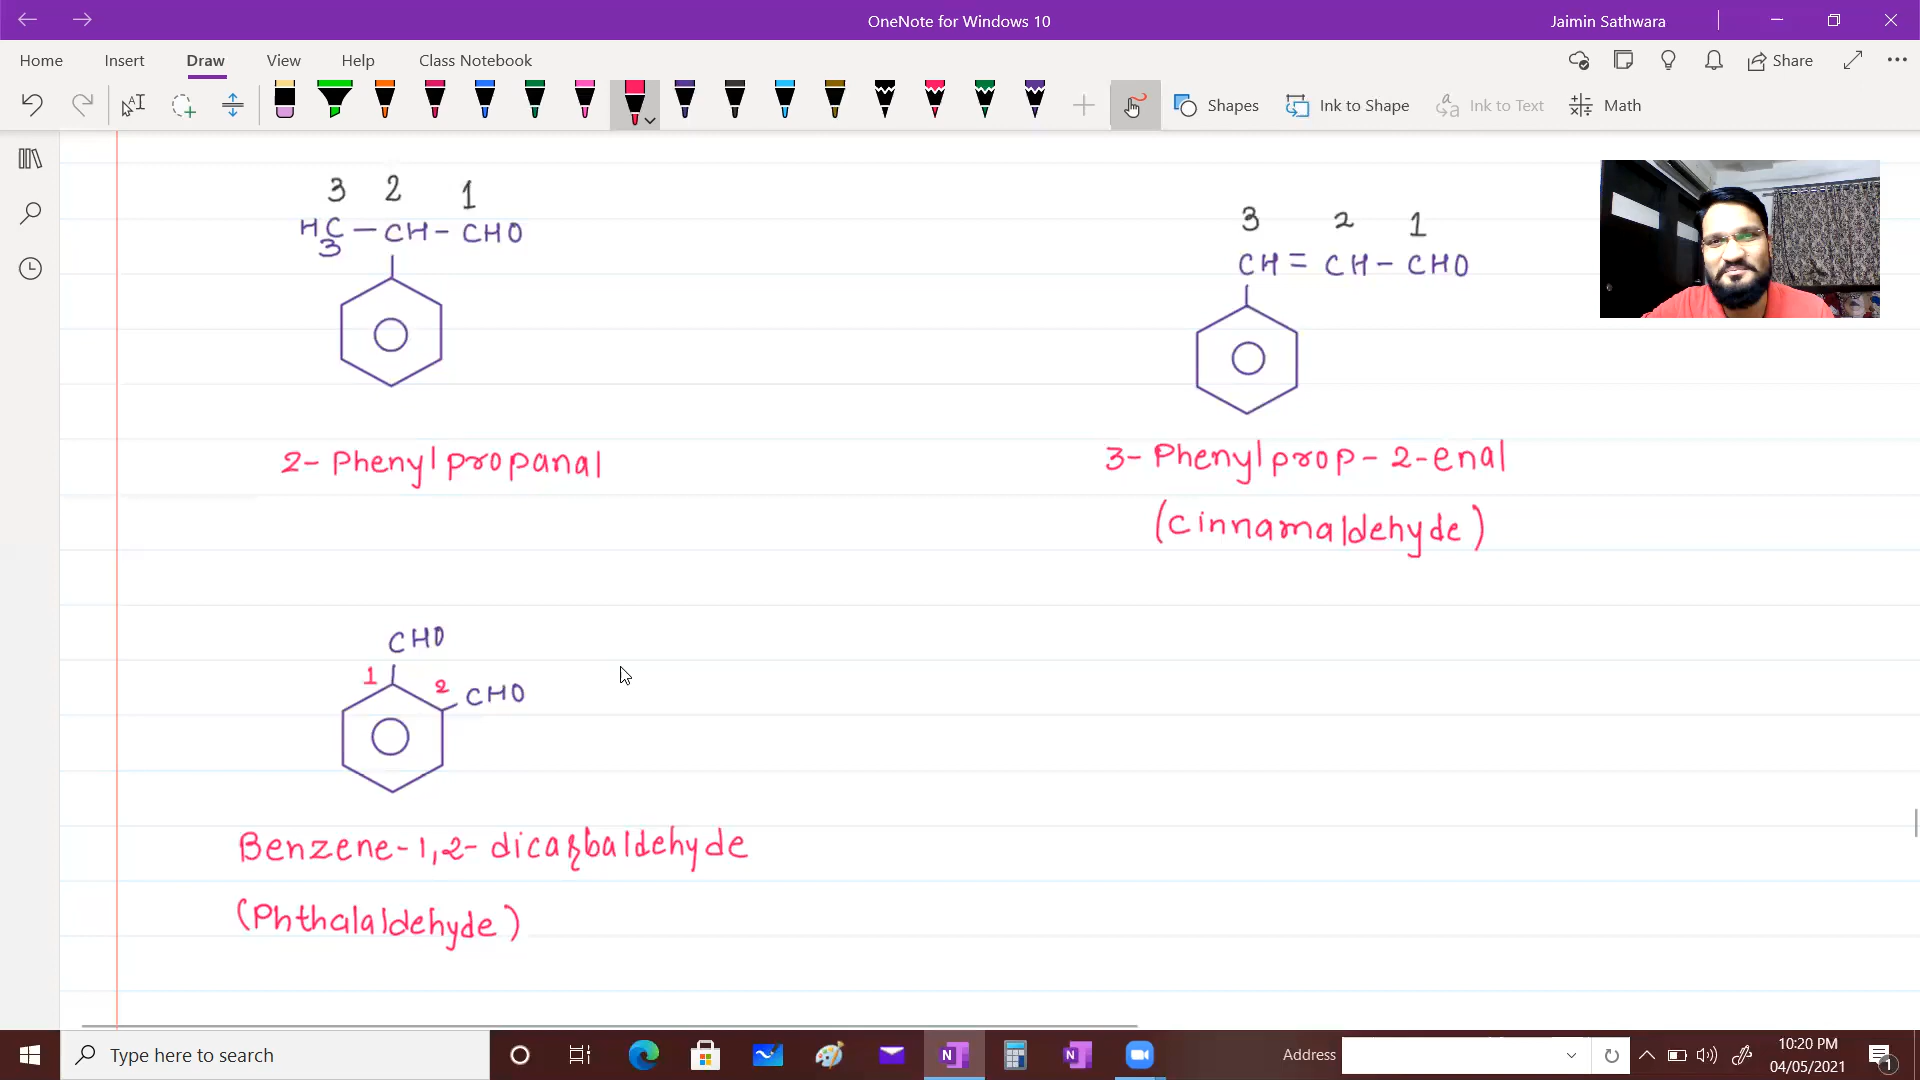 OneNote for Windows 10
Jaimin Sathwara
Home Insert Draw View Help Class Notebook
Share
Shapes Ink to Shape Ink to Text Math
3 2 1
H3C - CH - CHO
2-Phenylpropanal
3 2 1
CH = CH - CHO
3-Phenylprop-2-enal
(Cinnamaldehyde)
CHO
1
2 CHO
Benzene-1,2-dicarbaldehyde
(Phthalaldehyde)
Type here to search
Address
10:20 PM
04/05/2021
1